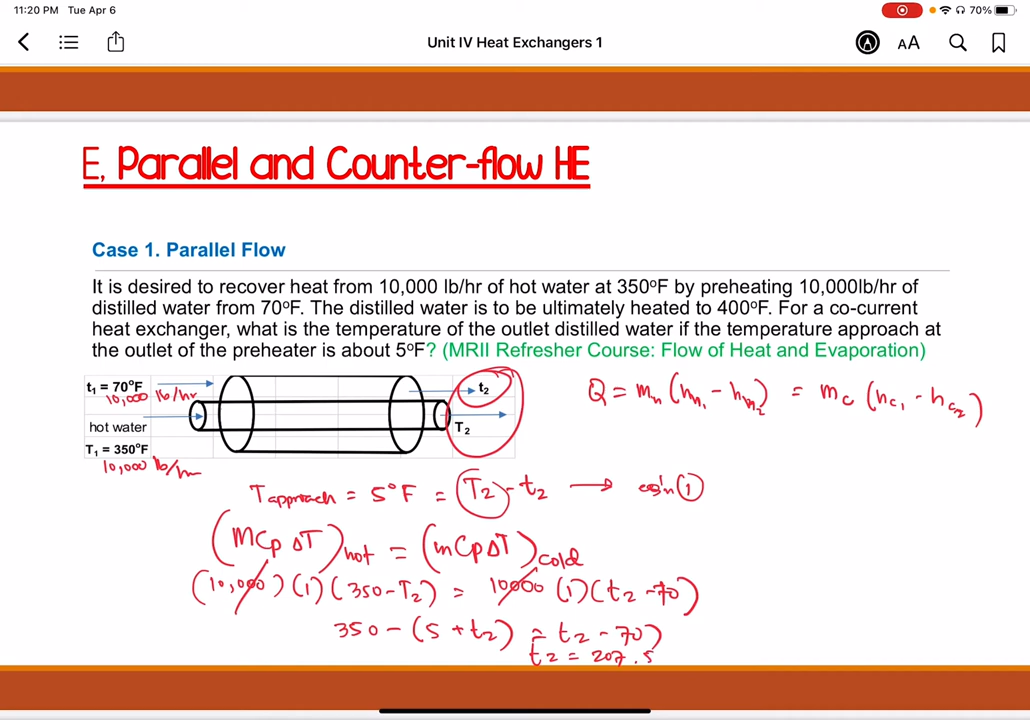 11:20 PM Tue Apr 6
70%
Unit IV Heat Exchangers 1
AA
E, Parallel and Counter-flow HE
Case 1. Parallel Flow
It is desired to recover heat from 10,000 lb/hr of hot water at 350°F by preheating 10,000lb/hr of
distilled water from 70°F. The distilled water is to be ultimately heated to 400°F. For a co-current
heat exchanger, what is the temperature of the outlet distilled water if the temperature approach at
the outlet of the preheater is about 5°F? (MRII Refresher Course: Flow of Heat and Evaporation)
t₁ = 70°F
10,000 lb/hr
hot water
T₁ = 350°F
10,000 lb/hr
t₂
T₂
Q = mₕ (hₕ₁ - hₕ₂) = m_c (h_c₁ - h_c₂)
Tapproach = 5°F = T₂ - t₂ → eq'n ①
(mCpΔT)hot = (mCpΔT)cold
(10,000)(1)(350-T₂) = 10000 (1)(t₂ -70)
350 - (5 + t₂) = t₂ - 70)
t₂ = 207.5